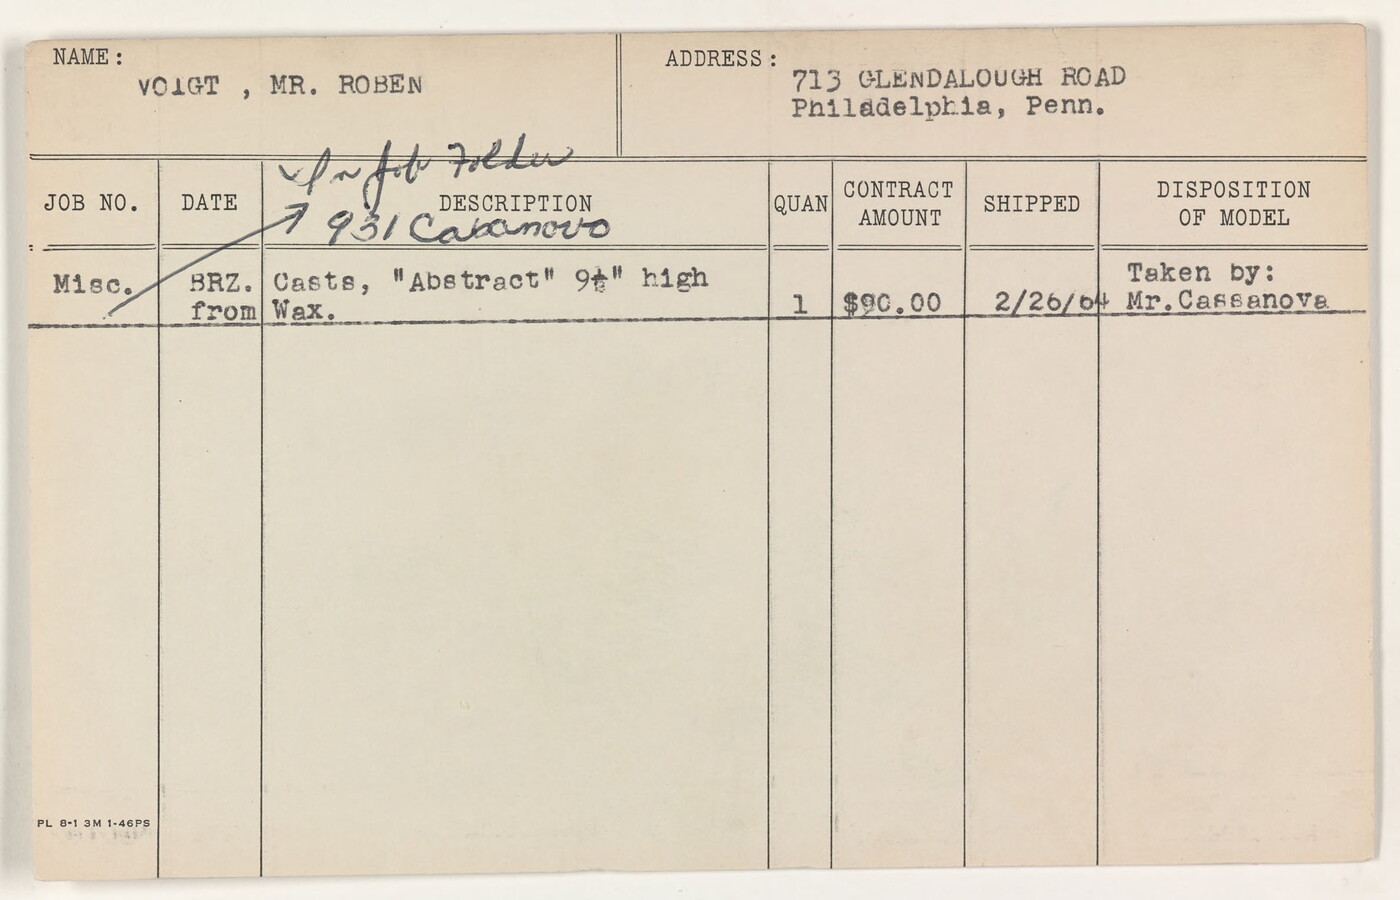 NAME:
VOIGT , MR. ROBEN
ADDRESS:
713 GLENDALOUGH ROAD
Philadelphia, Penn.
In Job Folder
931 Casanovo
JOB NO. DATE DESCRIPTION QUAN CONTRACT AMOUNT SHIPPED DISPOSITION OF MODEL
Misc. BRZ. Casts, "Abstract" 9½" high Taken by:
from Wax. 1 $90.00 2/26/64 Mr.Cassanova
PL 8-1 3M 1-46PS